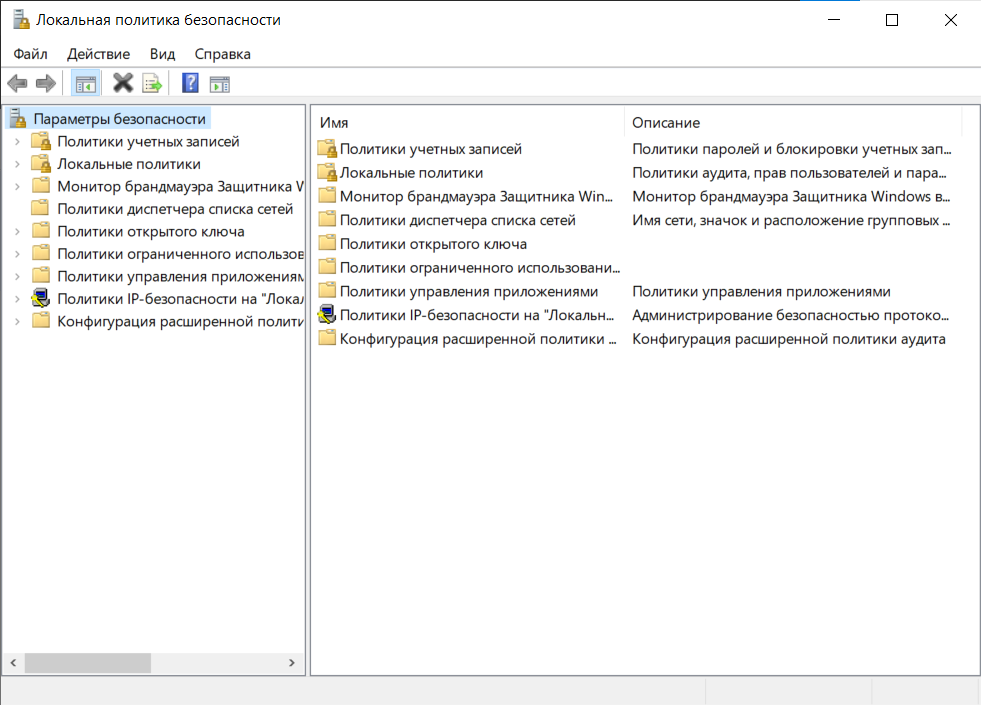 Локальная политика безопасности
Файл Действие Вид Справка
Параметры безопасности
Политики учетных записей
Локальные политики
Монитор брандмауэра Защитника W
Политики диспетчера списка сетей
Политики открытого ключа
Политики ограниченного использов
Политики управления приложениям
Политики IP-безопасности на "Локал
Конфигурация расширенной полити
Имя Описание
Политики учетных записей Политики паролей и блокировки учетных зап...
Локальные политики Политики аудита, прав пользователей и пара...
Монитор брандмауэра Защитника Win... Монитор брандмауэра Защитника Windows в...
Политики диспетчера списка сетей Имя сети, значок и расположение групповых ...
Политики открытого ключа
Политики ограниченного использовани...
Политики управления приложениями Политики управления приложениями
Политики IP-безопасности на "Локальн... Администрирование безопасностью протоко...
Конфигурация расширенной политики ... Конфигурация расширенной политики аудита